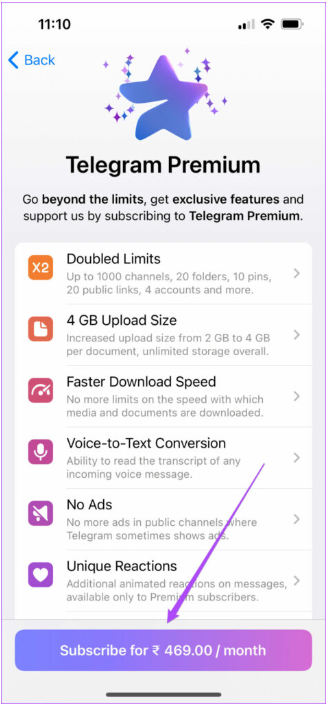 11:10
Back
Telegram Premium
Go beyond the limits, get exclusive features and
support us by subscribing to Telegram Premium.
X2
Doubled Limits
Up to 1000 channels, 20 folders, 10 pins,
20 public links, 4 accounts and more.
4 GB Upload Size
Increased upload size from 2 GB to 4 GB
per document, unlimited storage overall.
Faster Download Speed
No more limits on the speed with which
media and documents are downloaded.
Voice-to-Text Conversion
Ability to read the transcript of any
incoming voice message.
No Ads
No more ads in public channels where
Telegram sometimes shows ads.
Unique Reactions
Additional animated reactions on messages,
available only to Premium subscribers.
Subscribe for ₹ 469.00 / month